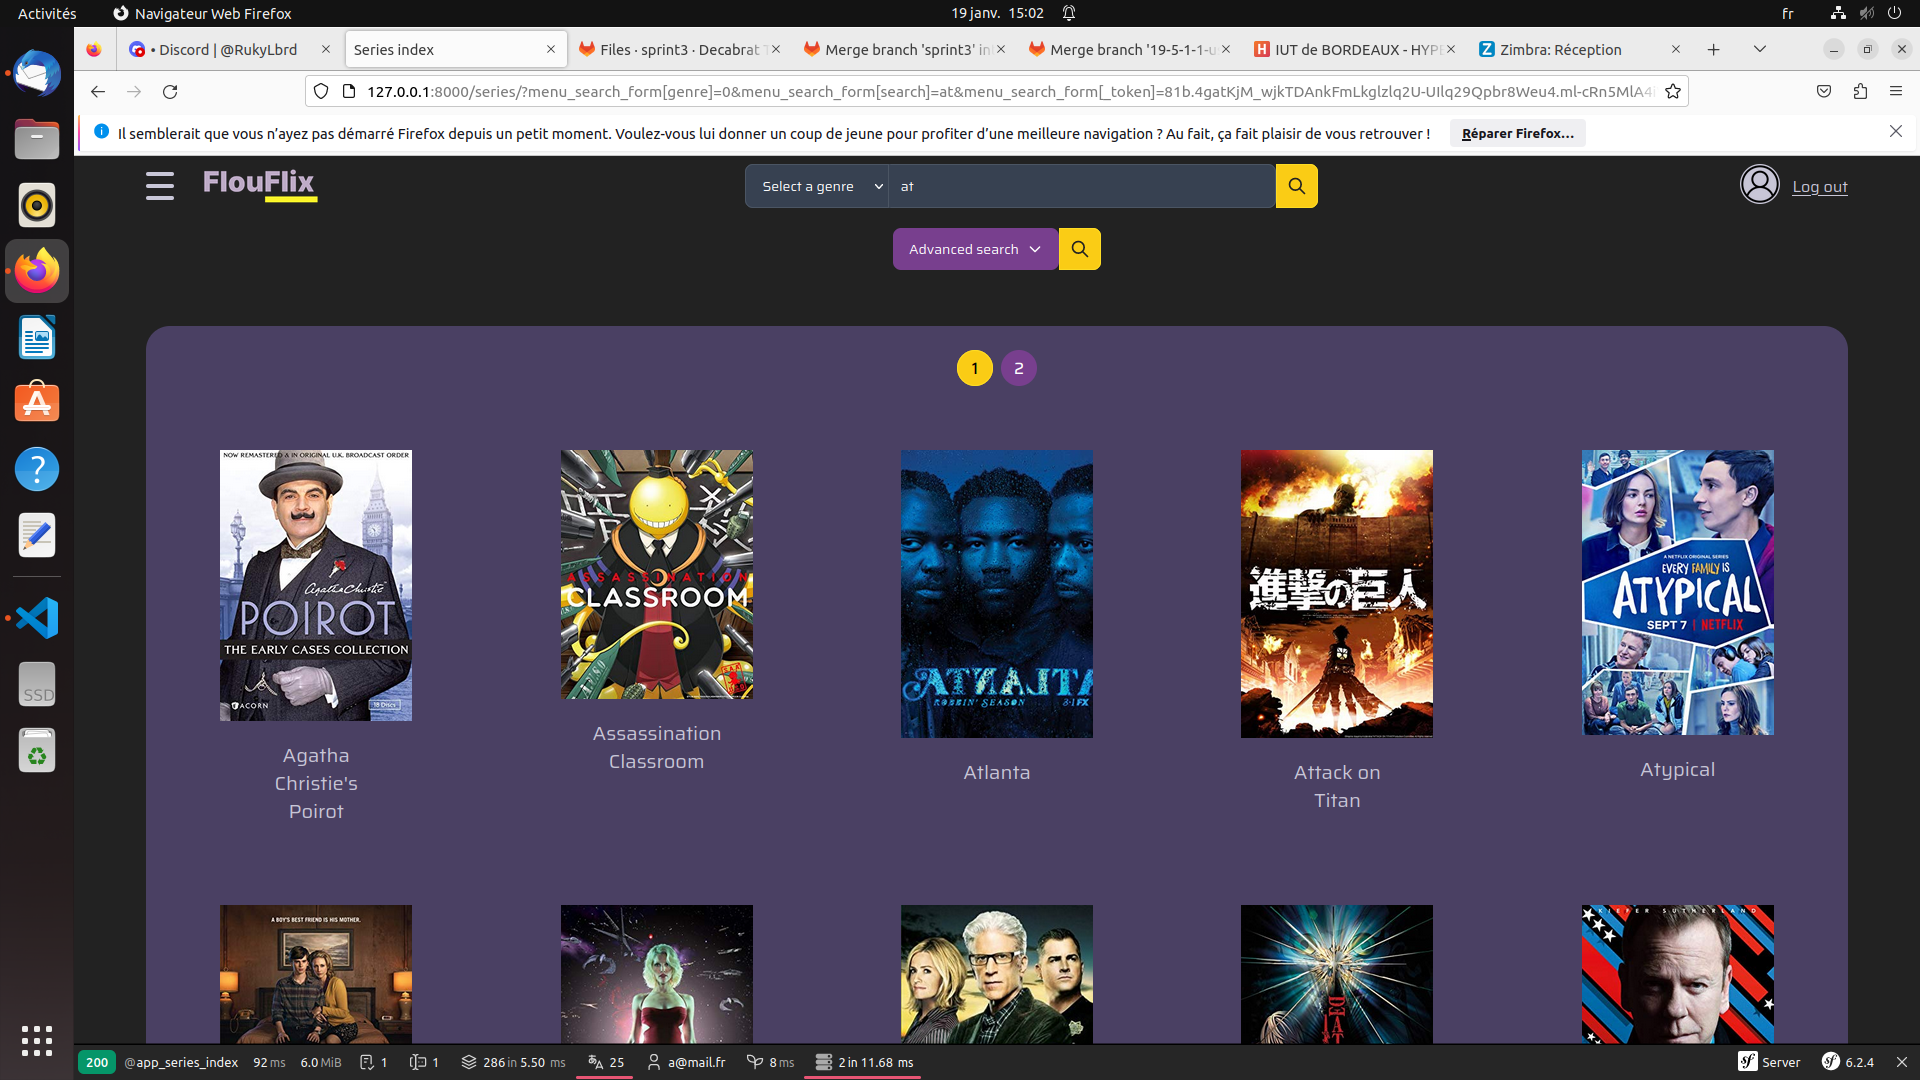 Activités
Navigateur Web Firefox
19 janv. 15:02
fr
• Discord | @RukyLbrd
Series index
Files · sprint3 · Decabrat T
Merge branch 'sprint3' in
Merge branch '19-5-1-1-u
IUT de BORDEAUX - HYPE
Zimbra: Réception
127.0.0.1:8000/series/?menu_search_form[genre]=0&menu_search_form[search]=at&menu_search_form[_token]=81b.4gatKjM_wjkTDAnkFmLkglzlq2U-UIlq29Qpbr8Weu4.ml-cRn5MlA4
Il semblerait que vous n'ayez pas démarré Firefox depuis un petit moment. Voulez-vous lui donner un coup de jeune pour profiter d'une meilleure navigation ? Au fait, ça fait plaisir de vous retrouver !
Réparer Firefox…
FlouFlix
Select a genre
at
Log out
Advanced search
1
2
NOW REMASTERED & IN ORIGINAL U.K. BROADCAST ORDER
Agatha Christie's
POIROT
THE EARLY CASES COLLECTION
ACORN
18 Discs
Agatha
Christie's
Poirot
ASSASSINATION
CLASSROOM
Assassination
Classroom
ATLANTA
ROBBIN' SEASON
FX
Atlanta
進撃の巨人
Attack on
Titan
A NETFLIX ORIGINAL SERIES
EVERY FAMILY IS
ATYPICAL
SEPT 7 | NETFLIX
Atypical
A BOY'S BEST FRIEND IS HIS MOTHER.
KIEFER SUTHERLAND
SSD
200
@app_series_index
92 ms
6.0 MiB
1
1
286 in 5.50 ms
25
a@mail.fr
8 ms
2 in 11.68 ms
Server
6.2.4